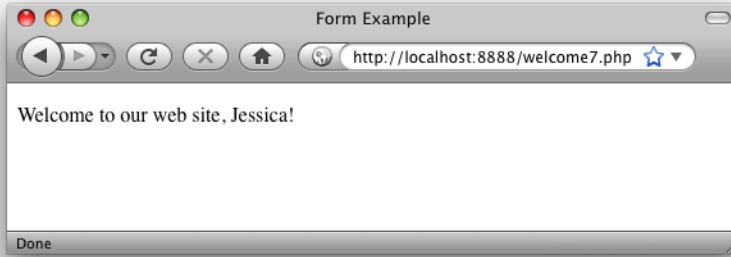 Form Example
http://localhost:8888/welcome7.php
Welcome to our web site, Jessica!
Done